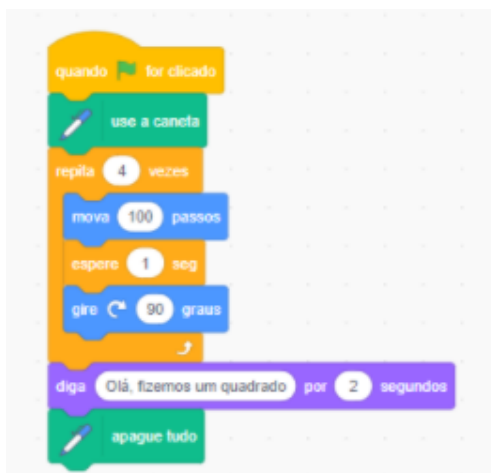 quando for clicado
use a caneta
repita 4 vezes
mova 100 passos
espere 1 seg
gire 90 graus
diga Olá, fizemos um quadrado por 2 segundos
apague tudo